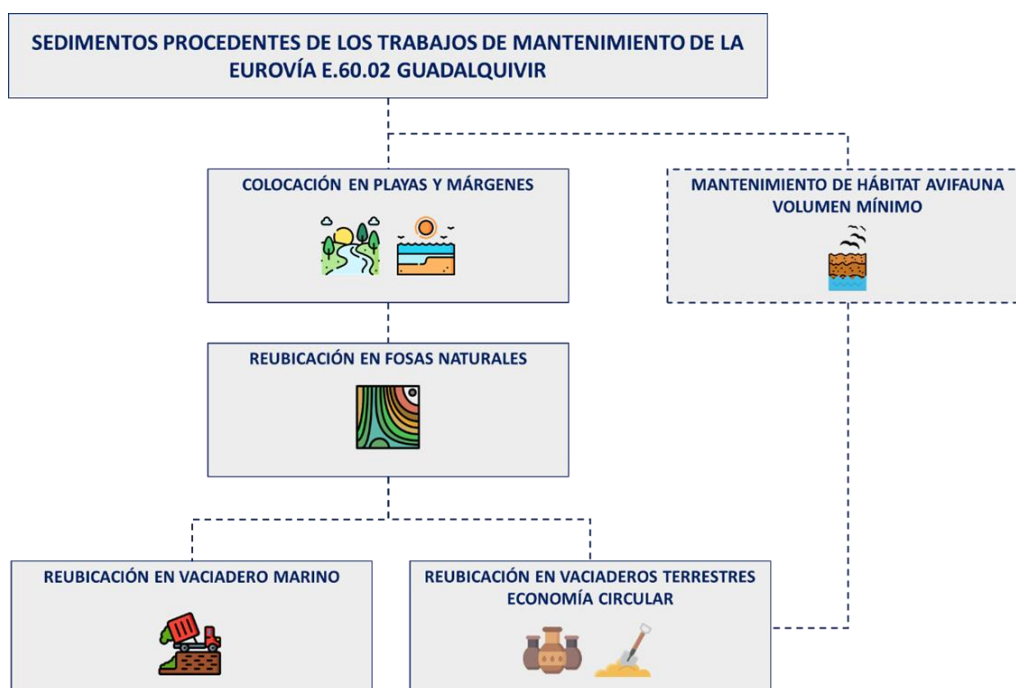 SEDIMENTOS PROCEDENTES DE LOS TRABAJOS DE MANTENIMIENTO DE LA
EUROVÍA E.60.02 GUADALQUIVIR
COLOCACIÓN EN PLAYAS Y MÁRGENES
MANTENIMIENTO DE HÁBITAT AVIFAUNA
VOLUMEN MÍNIMO
REUBICACIÓN EN FOSAS NATURALES
REUBICACIÓN EN VACIADERO MARINO
REUBICACIÓN EN VACIADEROS TERRESTRES
ECONOMÍA CIRCULAR